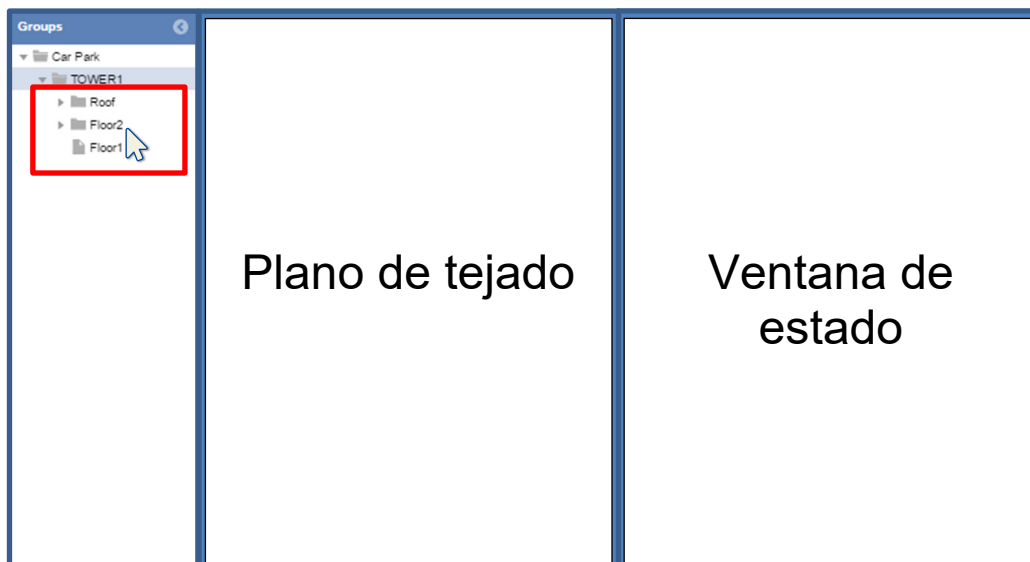 Groups
Car Park
TOWER1
Roof
Floor2
Floor1
Plano de tejado
Ventana de
estado